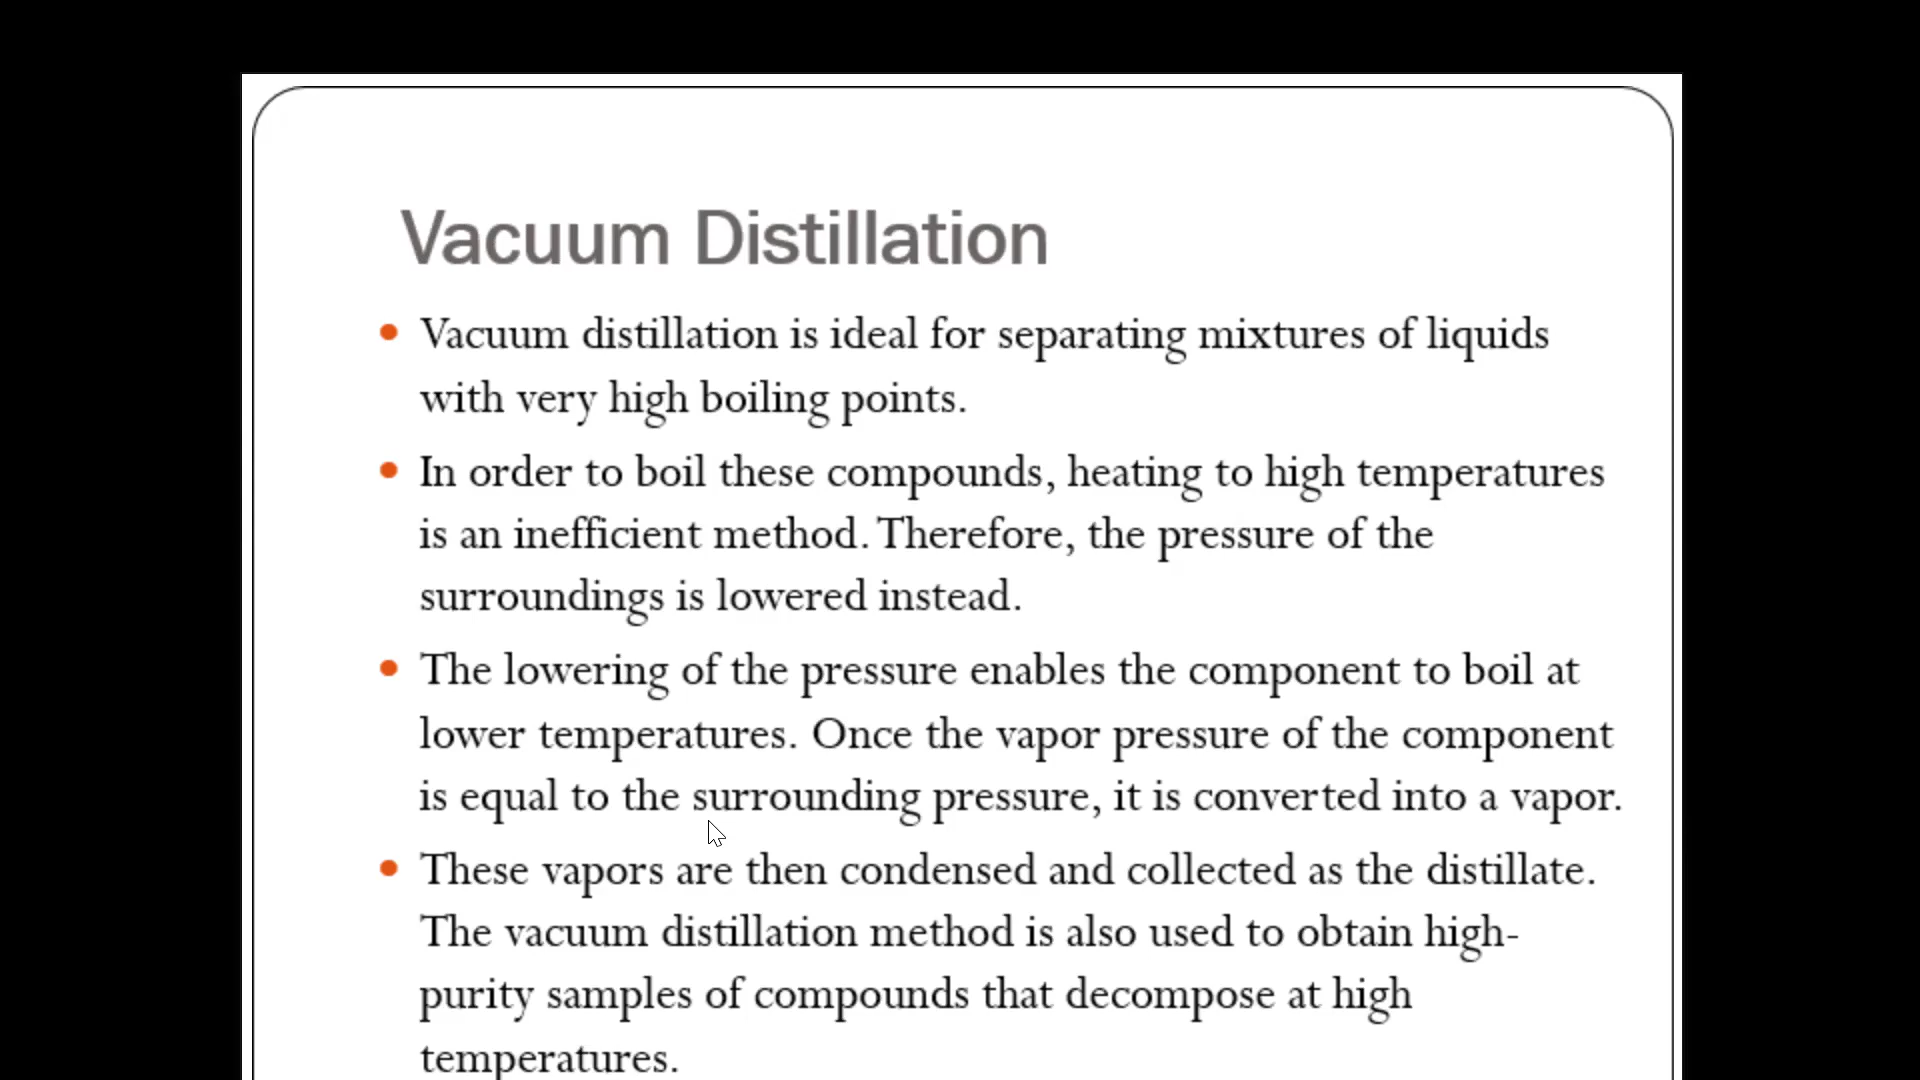 Vacuum Distillation
• Vacuum distillation is ideal for separating mixtures of liquids
with very high boiling points.
• In order to boil these compounds, heating to high temperatures
is an inefficient method. Therefore, the pressure of the
surroundings is lowered instead.
• The lowering of the pressure enables the component to boil at
lower temperatures. Once the vapor pressure of the component
is equal to the surrounding pressure, it is converted into a vapor.
• These vapors are then condensed and collected as the distillate.
The vacuum distillation method is also used to obtain high-
purity samples of compounds that decompose at high
temperatures.